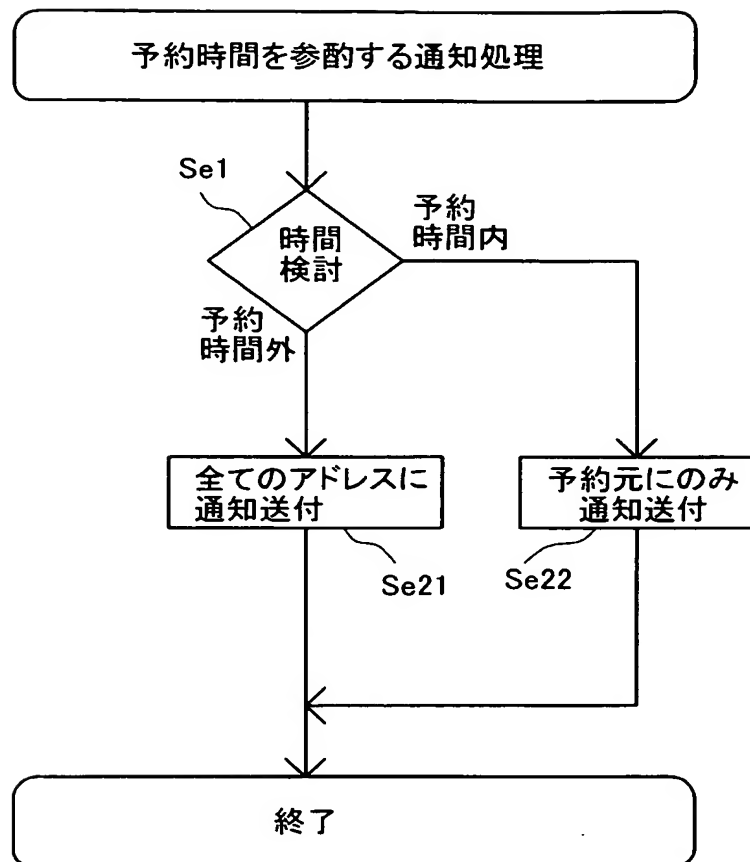 予約時間を参酌する通知処理
Se1
時間
検討
予約
時間内
予約
時間外
全てのアドレスに
通知送付
予約元にのみ
通知送付
Se21
Se22
終了